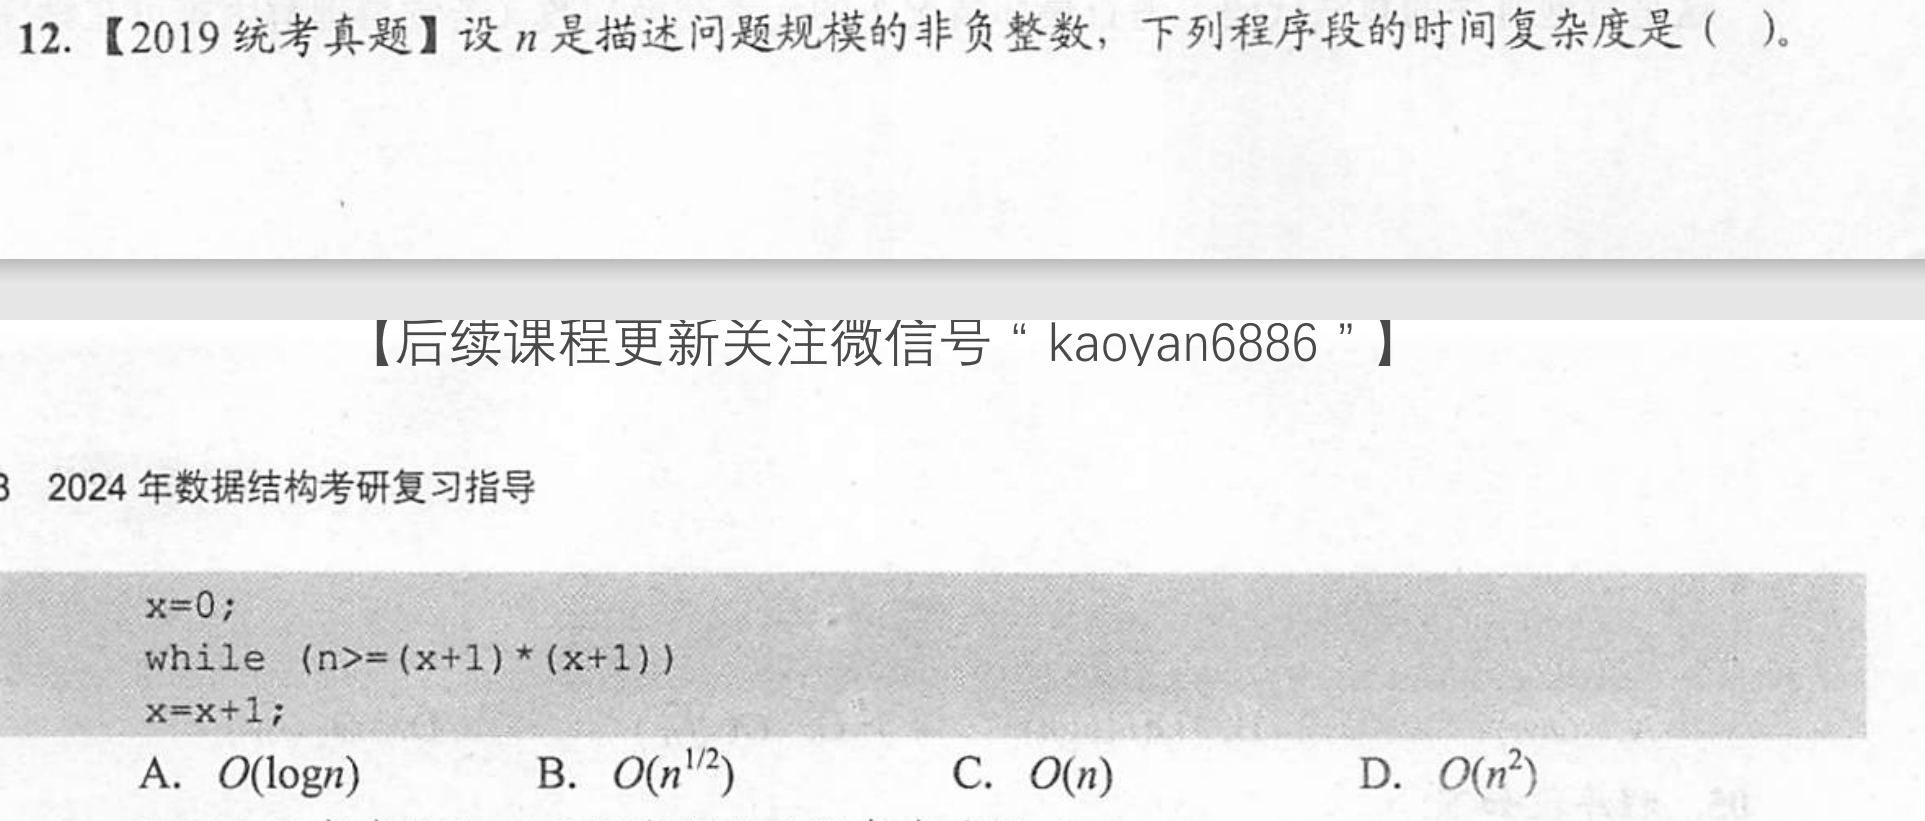 12.【2019 统考真题】设 n 是描述问题规模的非负整数，下列程序段的时间复杂度是（ ）。
【后续课程更新关注微信号“ kaoyan6886 ”】
2024 年数据结构考研复习指导
x=0;
while (n>=(x+1)*(x+1))
x=x+1;
A. O(logn) B. O(n^{1/2}) C. O(n) D. O(n²)